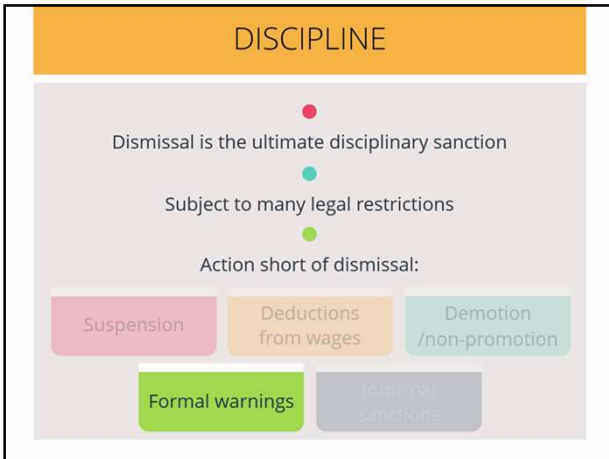 DISCIPLINE
Dismissal is the ultimate disciplinary sanction
Subject to many legal restrictions
Action short of dismissal:
Suspension
Deductions
from wages
Demotion
/non-promotion
Formal warnings
Informal
sanctions